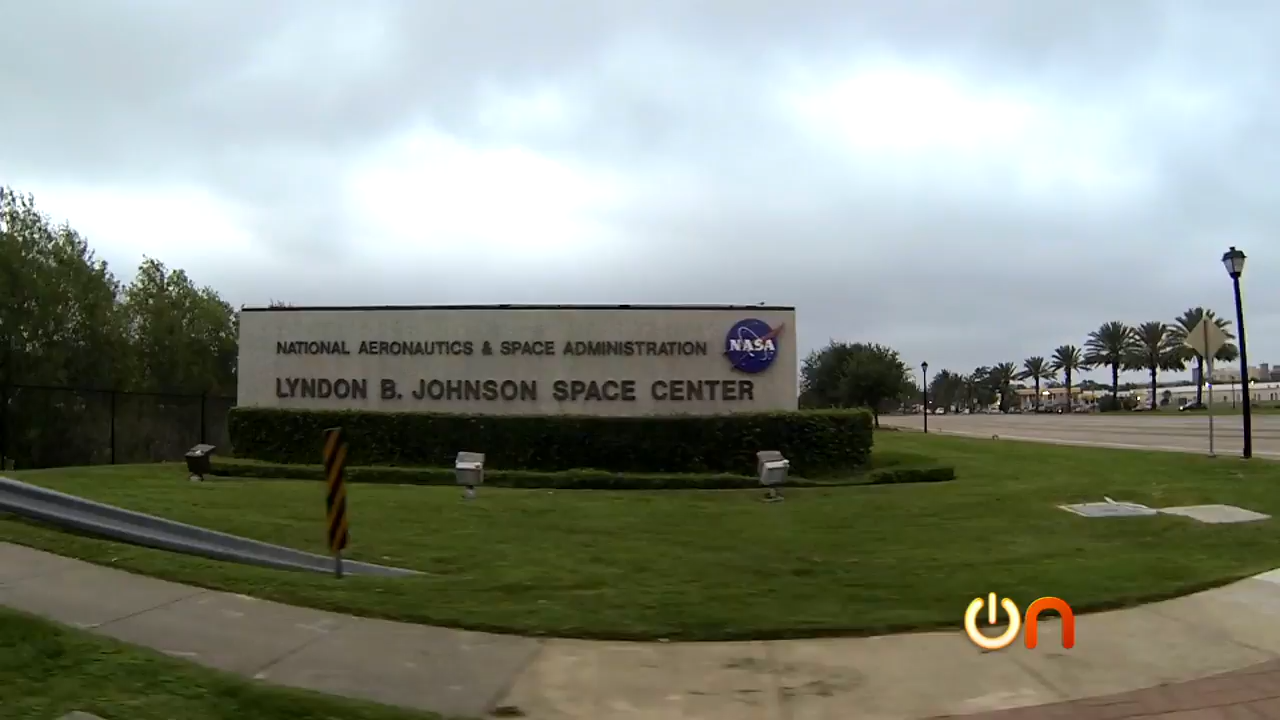 NATIONAL AERONAUTICS & SPACE ADMINISTRATION
NASA
LYNDON B. JOHNSON SPACE CENTER
on